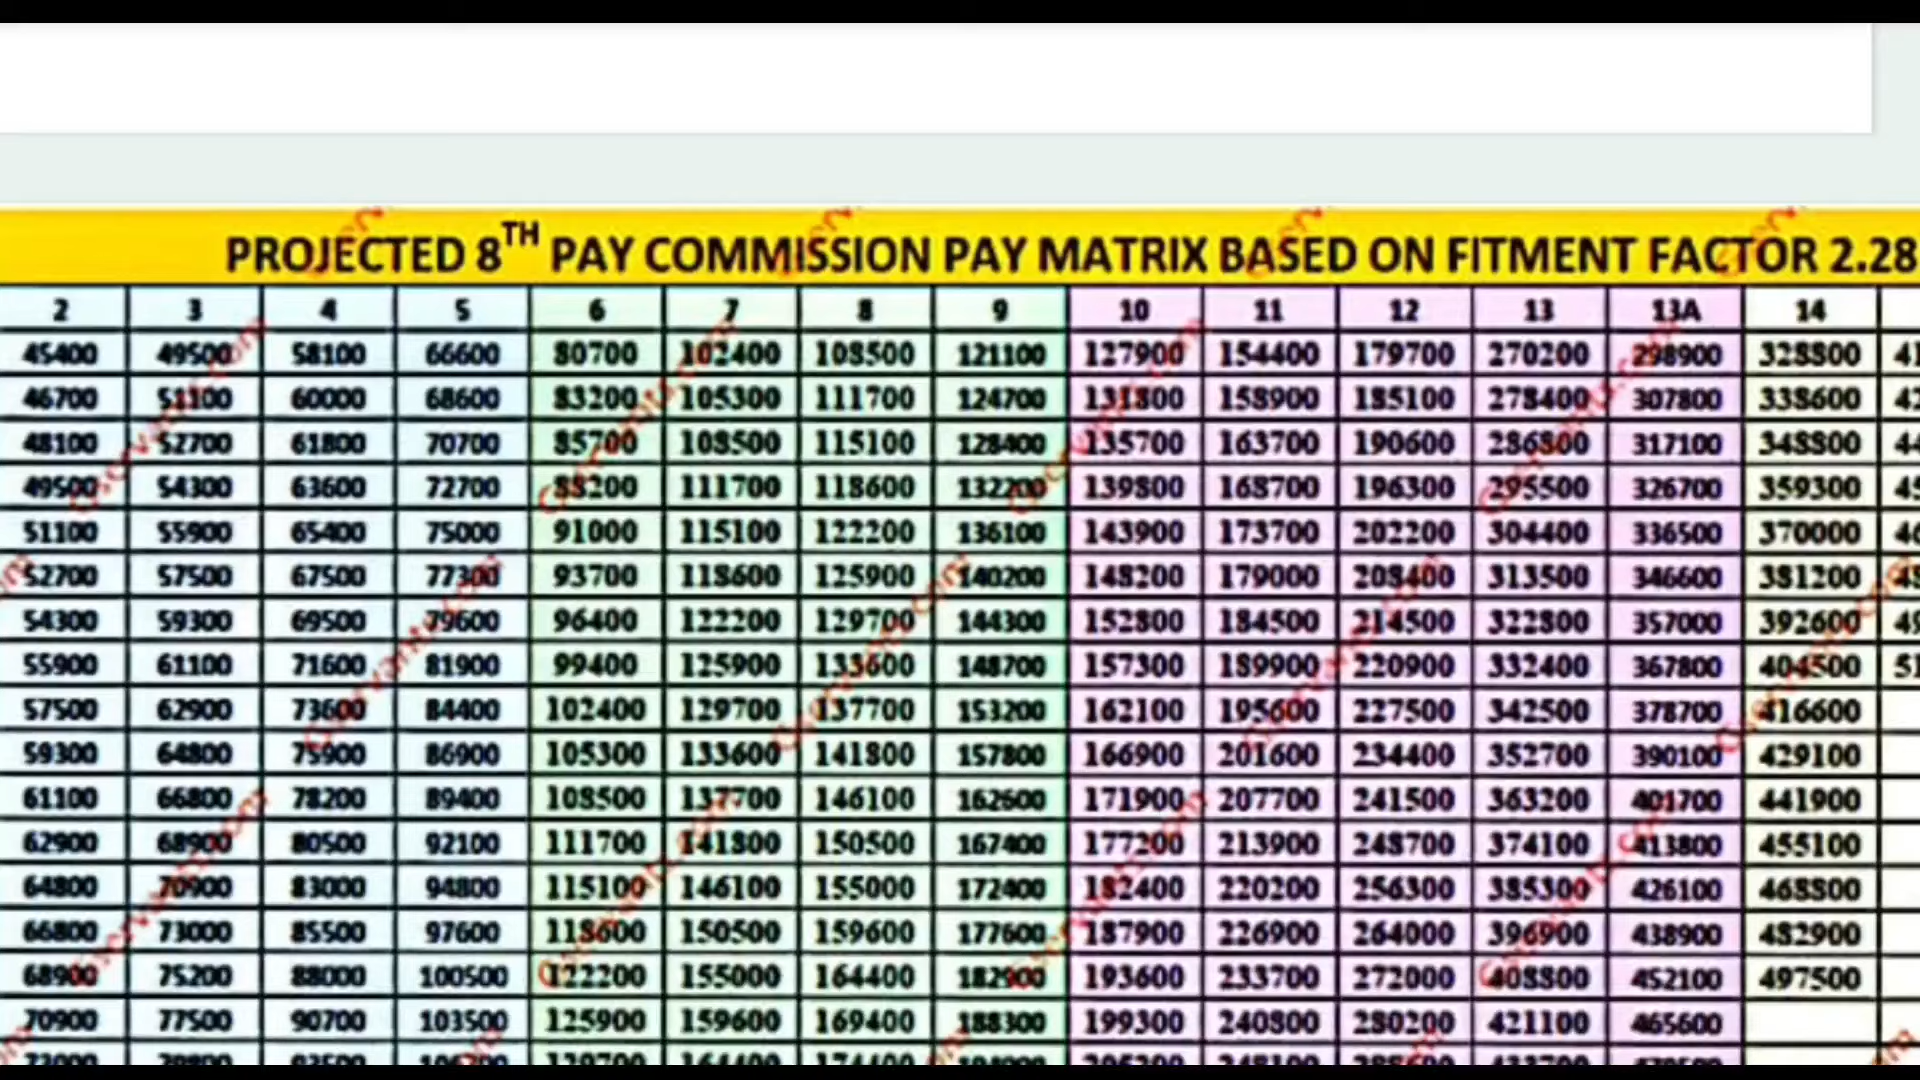 PROJECTED 8TH PAY COMMISSION PAY MATRIX BASED ON FITMENT FACTOR 2.28
2 3 4 5 6 7 8 9 10 11 12 13 13A 14
45400 49500 58100 66600 80700 102400 108500 121100 127900 154400 179700 270200 298900 328800 41
46700 51100 60000 68600 83200 105300 111700 124700 131800 158900 185100 278400 307800 338600 42
48100 52700 61800 70700 85700 108500 115100 128400 135700 163700 190600 286800 317100 348800 44
49500 54300 63600 72700 88200 111700 118600 132200 139800 168700 196300 295500 326700 359300 45
51100 55900 65400 75000 91000 115100 122200 136100 143900 173700 202200 304400 336500 370000 46
52700 57500 67500 77300 93700 118600 125900 140200 148200 179000 208400 313500 346600 381200 48
54300 59300 69500 79600 96400 122200 129700 144300 152800 184500 214500 322800 357000 392600 49
55900 61100 71600 81900 99400 125900 133600 148700 157300 189900 220900 332400 367800 404500 51
57500 62900 73600 84400 102400 129700 137700 153200 162100 195600 227500 342500 378700 416600
59300 64800 75900 86900 105300 133600 141800 157800 166900 201600 234400 352700 390100 429100
61100 66800 78200 89400 108500 137700 146100 162600 171900 207700 241500 363200 401700 441900
62900 68900 80500 92100 111700 141800 150500 167400 177200 213900 248700 374100 413800 455100
64800 70900 83000 94800 115100 146100 155000 172400 182400 220200 256300 385300 426100 468800
66800 73000 85500 97600 118600 150500 159600 177600 187900 226900 264000 396900 438900 482900
68900 75200 88000 100500 122200 155000 164400 182900 193600 233700 272000 408800 452100 497500
70900 77500 90700 103500 125900 159600 169400 188300 199300 240800 280200 421100 465600